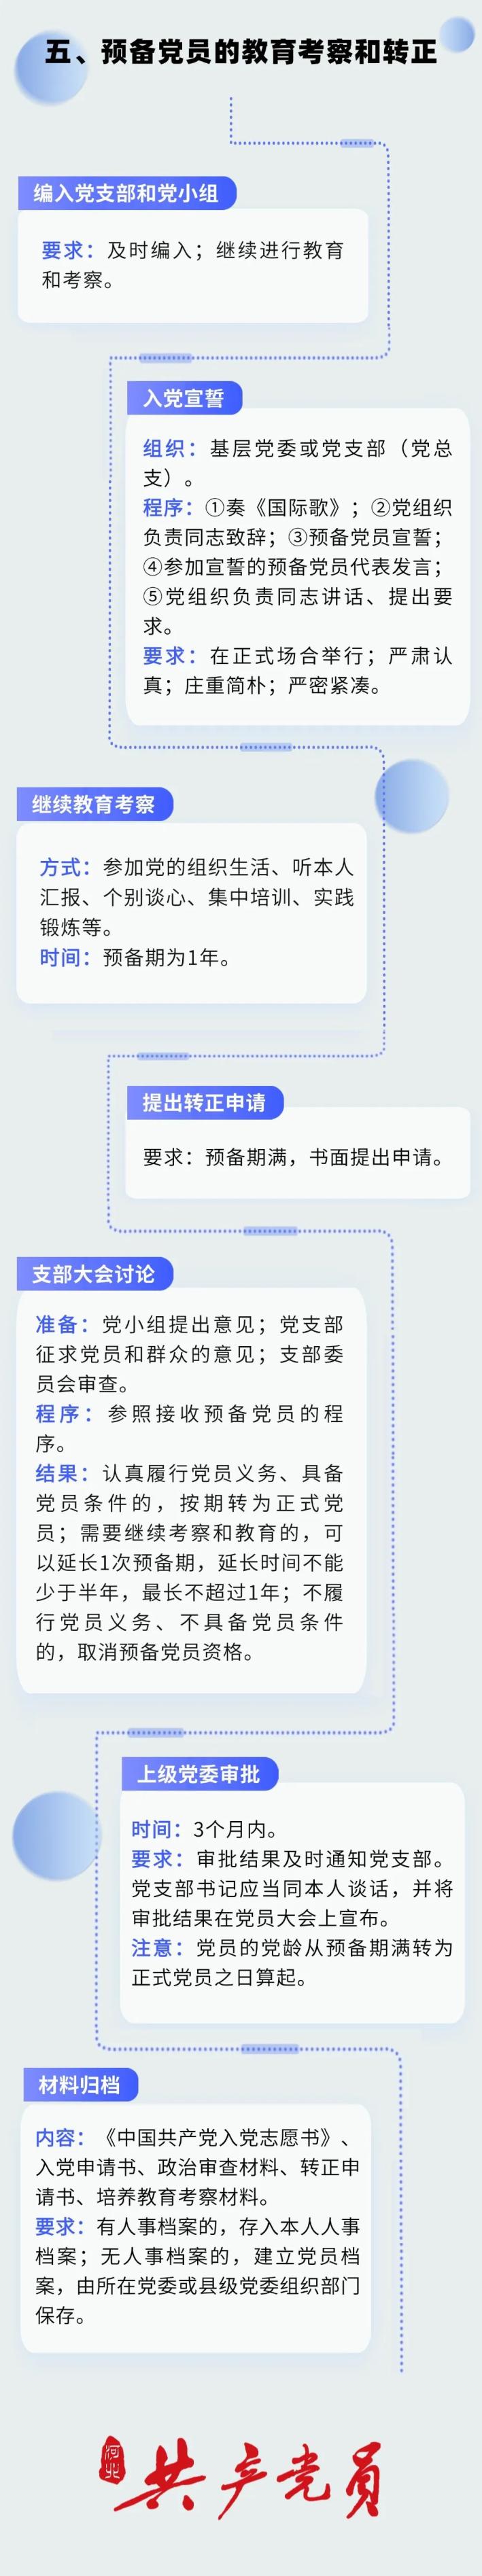 五、预备党员的教育考察和转正
编入党支部和党小组
要求：及时编入；继续进行教育
和考察。
入党宣誓
组织：基层党委或党支部（党总
支）。
程序：①奏《国际歌》；②党组织
负责同志致辞；③预备党员宣誓；
④参加宣誓的预备党员代表发言；
⑤党组织负责同志讲话、提出要
求。
要求：在正式场合举行；严肃认
真；庄重简朴；严密紧凑。
继续教育考察
方式：参加党的组织生活、听本人
汇报、个别谈心、集中培训、实践
锻炼等。
时间：预备期为1年。
提出转正申请
要求：预备期满，书面提出申请。
支部大会讨论
准备：党小组提出意见；党支部
征求党员和群众的意见；支部委
员会审查。
程序：参照接收预备党员的程
序。
结果：认真履行党员义务、具备
党员条件的，按期转为正式党
员；需要继续考察和教育的，可
以延长1次预备期，延长时间不能
少于半年，最长不超过1年；不履
行党员义务、不具备党员条件
的，取消预备党员资格。
上级党委审批
时间：3个月内。
要求：审批结果及时通知党支部。
党支部书记应当同本人谈话，并将
审批结果在党员大会上宣布。
注意：党员的党龄从预备期满转为
正式党员之日算起。
材料归档
内容：《中国共产党入党志愿书》、
入党申请书、政治审查材料、转正申
请书、培养教育考察材料。
要求：有人事档案的，存入本人人事
档案；无人事档案的，建立党员档
案，由所在党委或县级党委组织部门
保存。
河北
共产党员